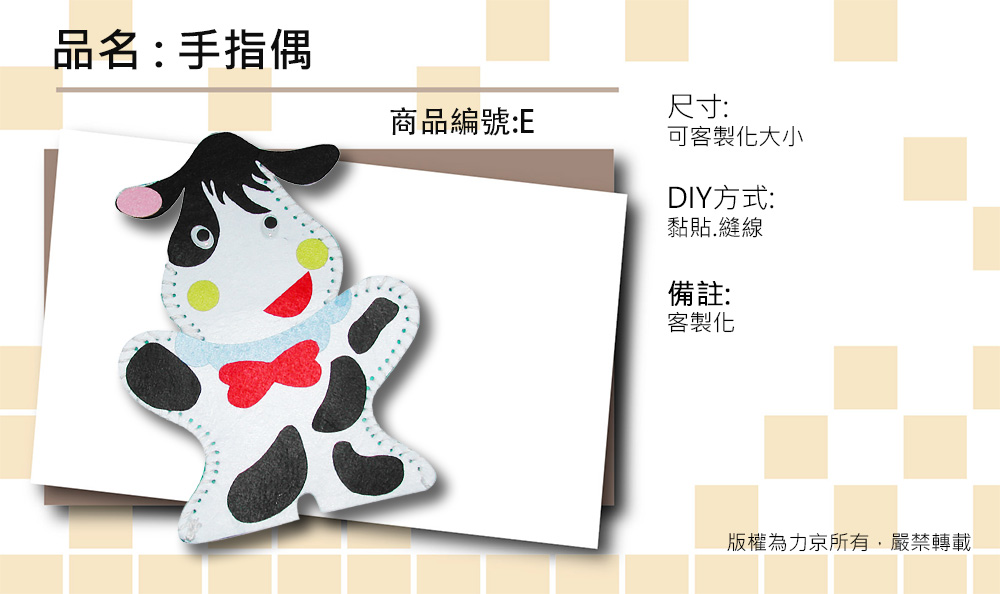 品名 : 手指偶
商品編號:E
尺寸:
可客製化大小
DIY方式:
黏貼.縫線
備註:
客製化
版權為力京所有，嚴禁轉載